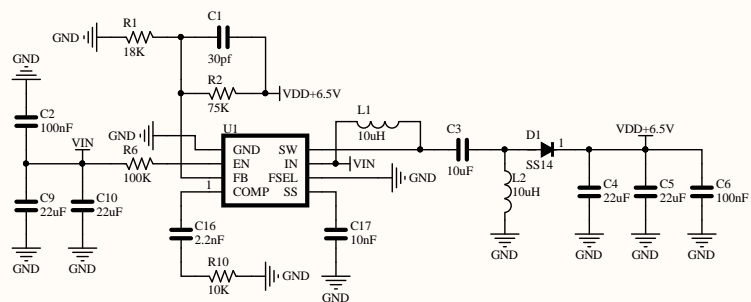 C1
R1
GND
18K
30pf
R2
VDD+6.5V
75K
GND
C2
100nF
L1
10uH
U1
GND
VIN
R6
100K
GND
EN
FB
COMP
SW
IN
FSEL
SS
1
VIN
GND
C3
10uF
D1
1
SS14
L2
10uH
VDD+6.5V
C9
22uF
C10
22uF
C4
22uF
C5
22uF
C6
100nF
C16
2.2nF
C17
10nF
R10
10K
GND
GND
GND
GND
GND
GND
GND
GND